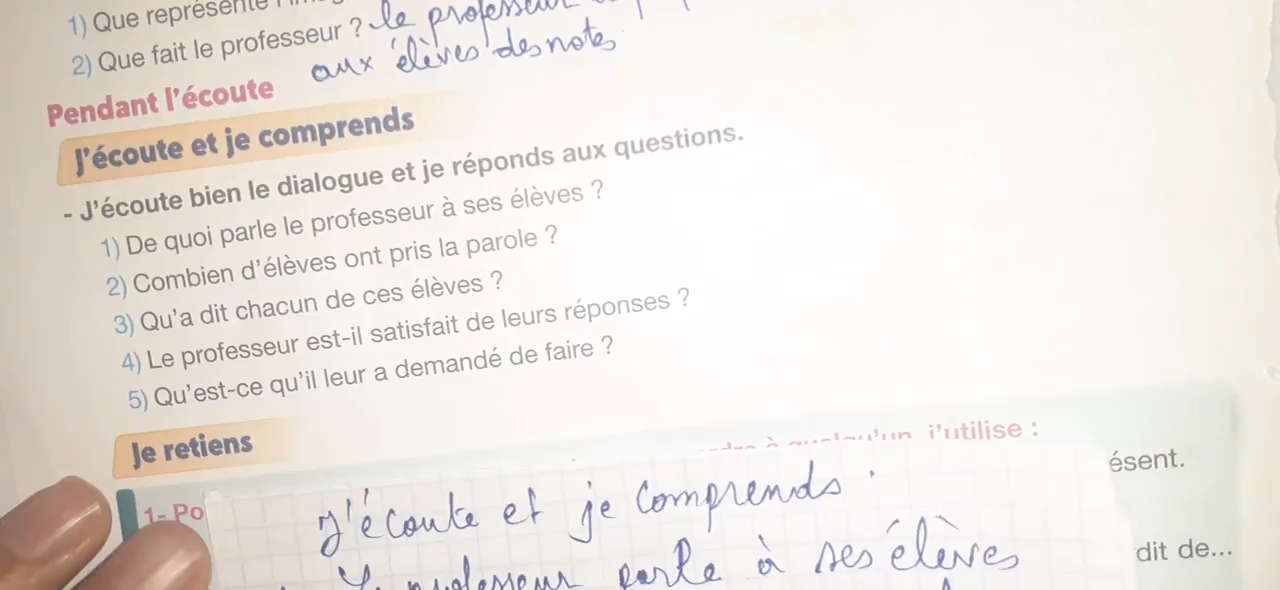 1) Que représente
2) Que fait le professeur ? le professeur
aux élèves des notes
Pendant l'écoute
J'écoute et je comprends
- J'écoute bien le dialogue et je réponds aux questions.
1) De quoi parle le professeur à ses élèves ?
2) Combien d'élèves ont pris la parole ?
3) Qu'a dit chacun de ces élèves ?
4) Le professeur est-il satisfait de leurs réponses ?
5) Qu'est-ce qu'il leur a demandé de faire ?
Je retiens
à quelqu'un j'utilise :
ésent.
1- Po
J'écoute et je comprends.
dit de...
Le professeur parle à ses élèves